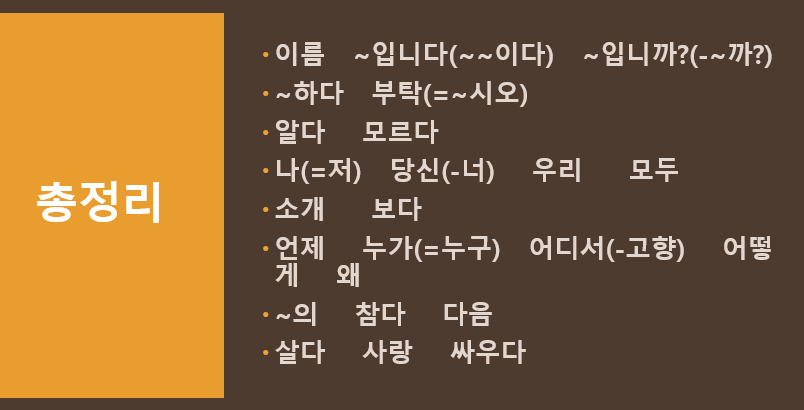 총정리
이름 ~입니다(~~이다) ~입니까?(-~까?)
~하다 부탁(=~시오)
알다 모르다
나(=저) 당신(-너) 우리 모두
소개 보다
언제 누가(=누구) 어디서(-고향) 어떻
게 왜
~의 참다 다음
살다 사랑 싸우다